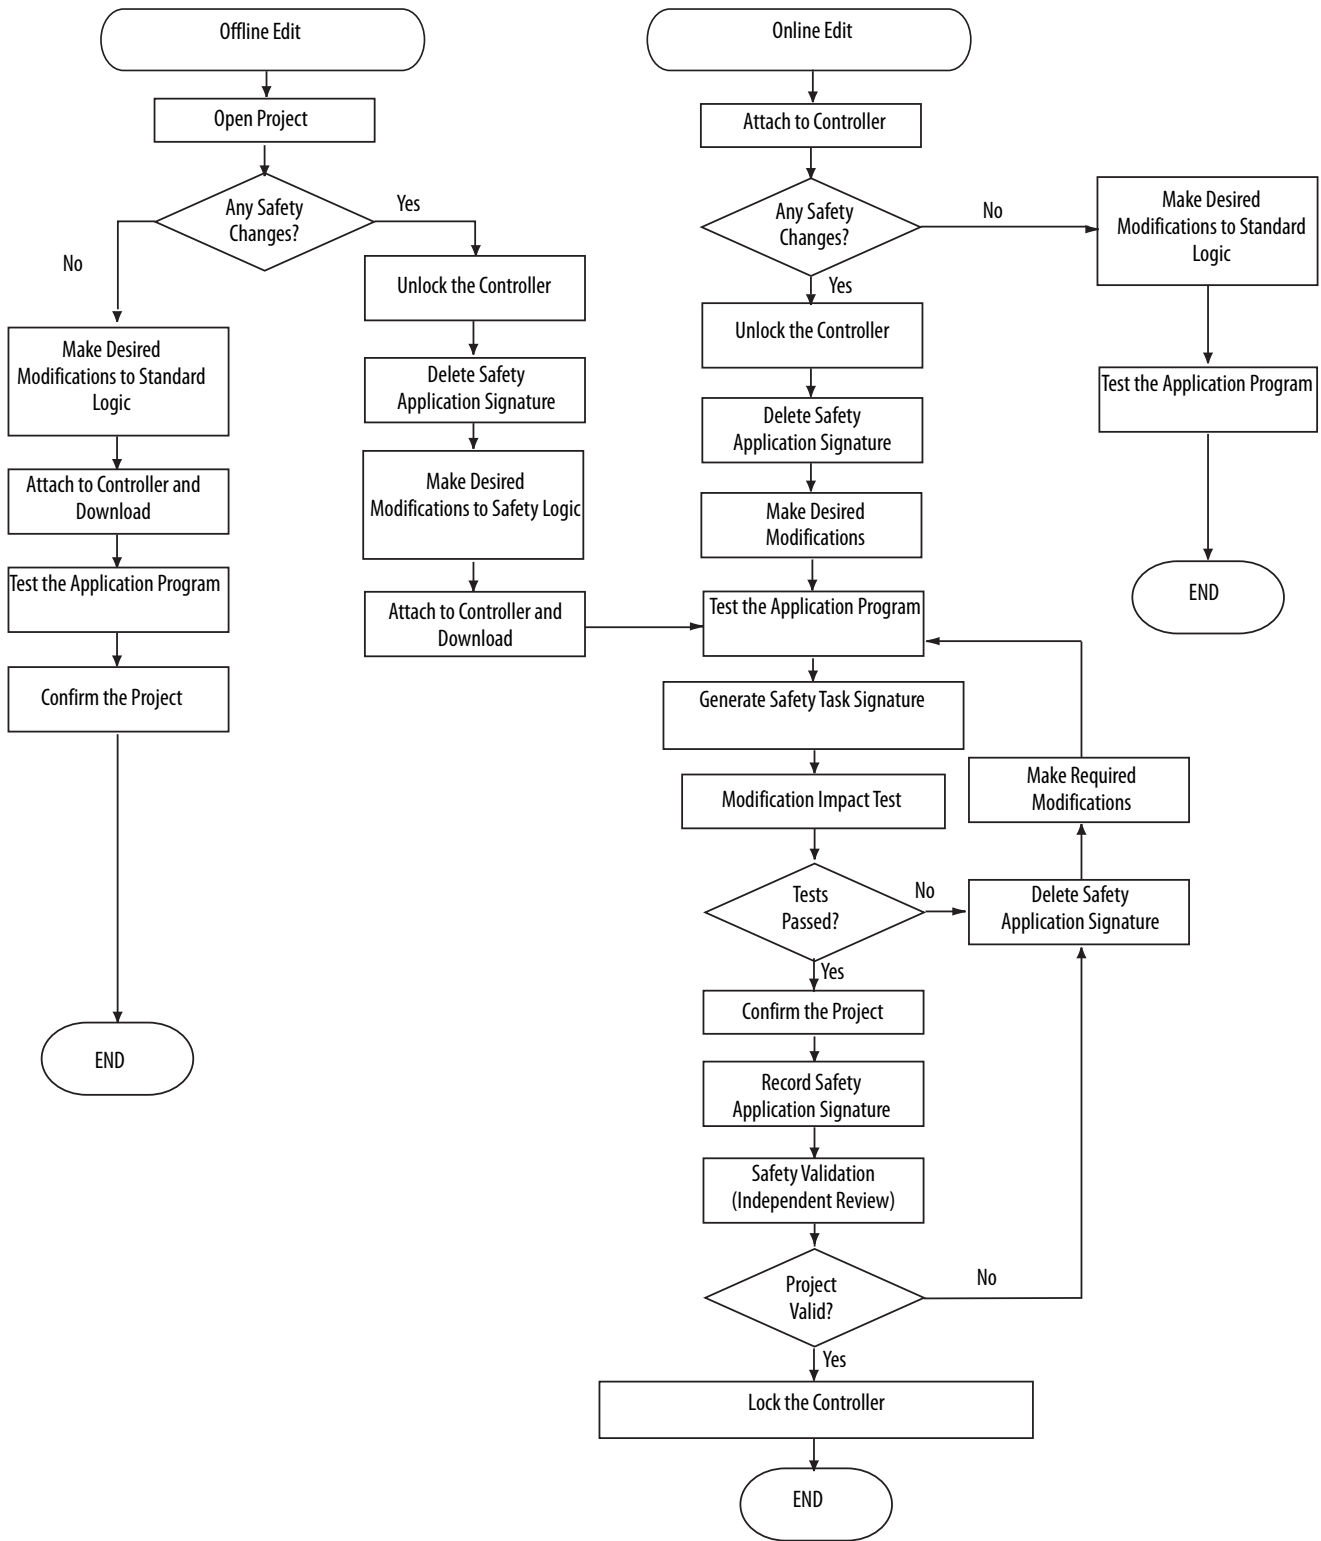 Offline Edit
Open Project
Any Safety
Changes?
Yes
No
Unlock the Controller
Make Desired
Modifications to Standard
Logic
Delete Safety
Application Signature
Attach to Controller and
Download
Make Desired
Modifications to Safety Logic
Test the Application Program
Attach to Controller and
Download
Confirm the Project
END
Online Edit
Attach to Controller
Any Safety
Changes?
No
Make Desired
Modifications to Standard
Logic
Yes
Unlock the Controller
Test the Application Program
Delete Safety
Application Signature
Make Desired
Modifications
END
Test the Application Program
Generate Safety Task Signature
Modification Impact Test
Make Required
Modifications
Tests
Passed?
No
Delete Safety
Application Signature
Yes
Confirm the Project
Record Safety
Application Signature
Safety Validation
(Independent Review)
Project
Valid?
No
Yes
Lock the Controller
END